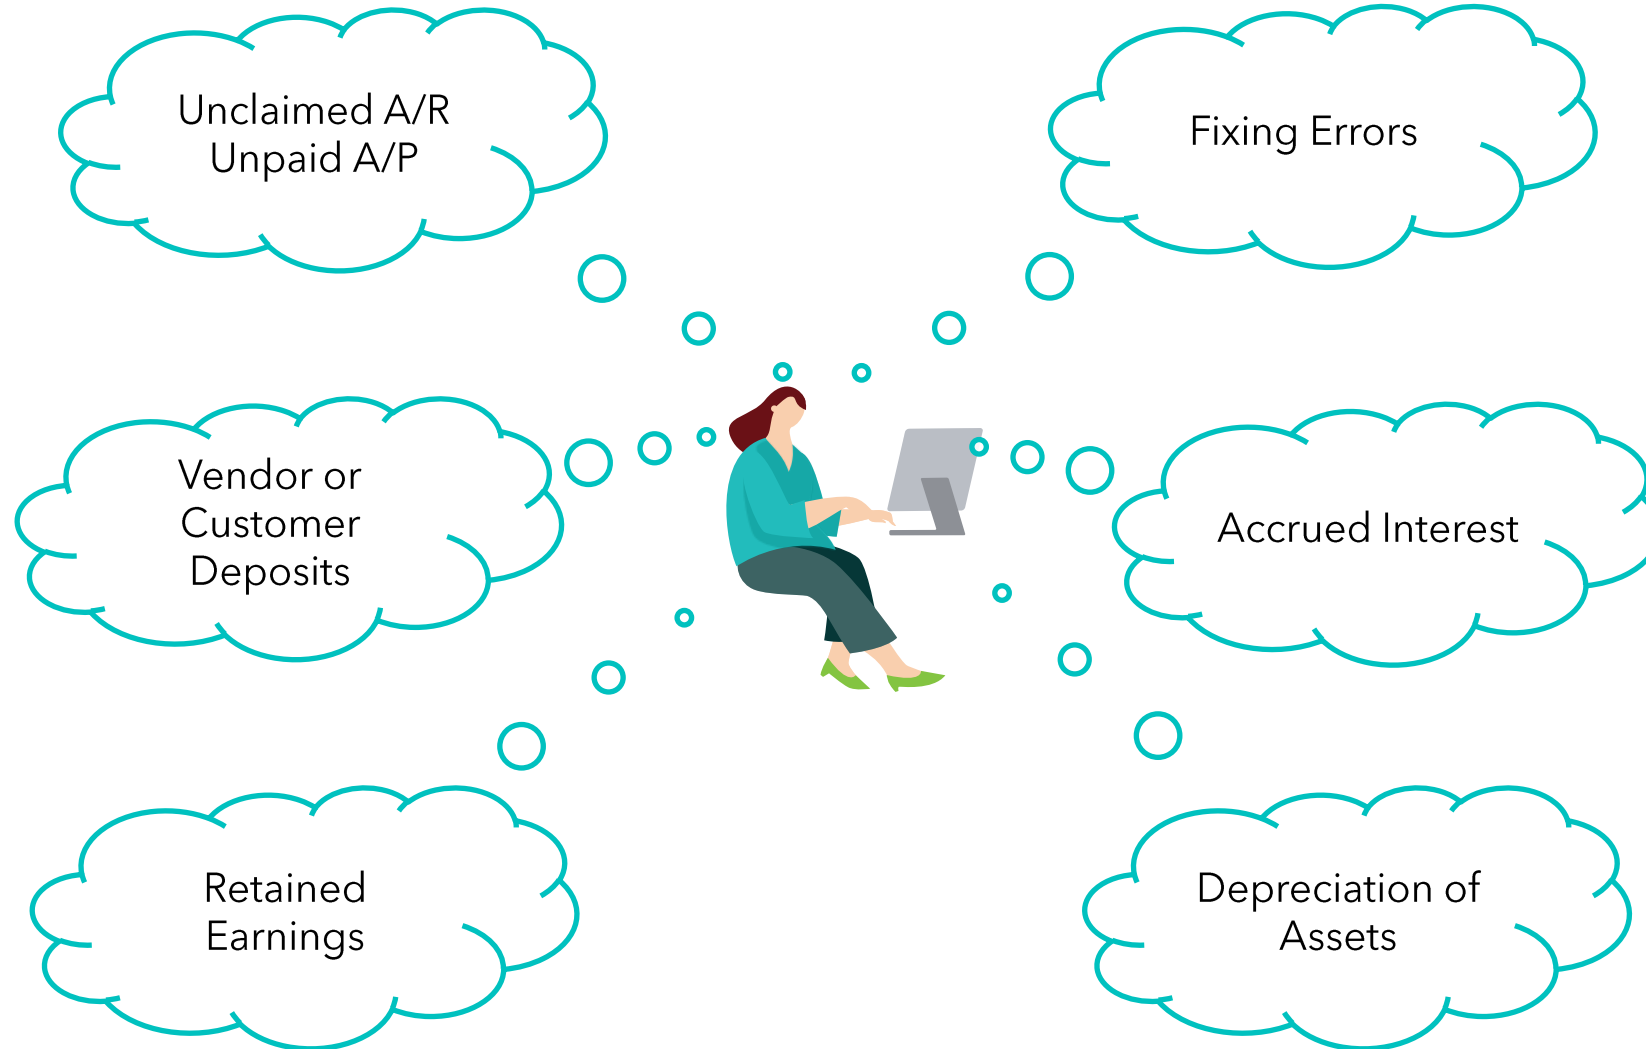 Unclaimed A/R
Unpaid A/P
Fixing Errors
Vendor or
Customer
Deposits
Accrued Interest
Retained
Earnings
Depreciation of
Assets